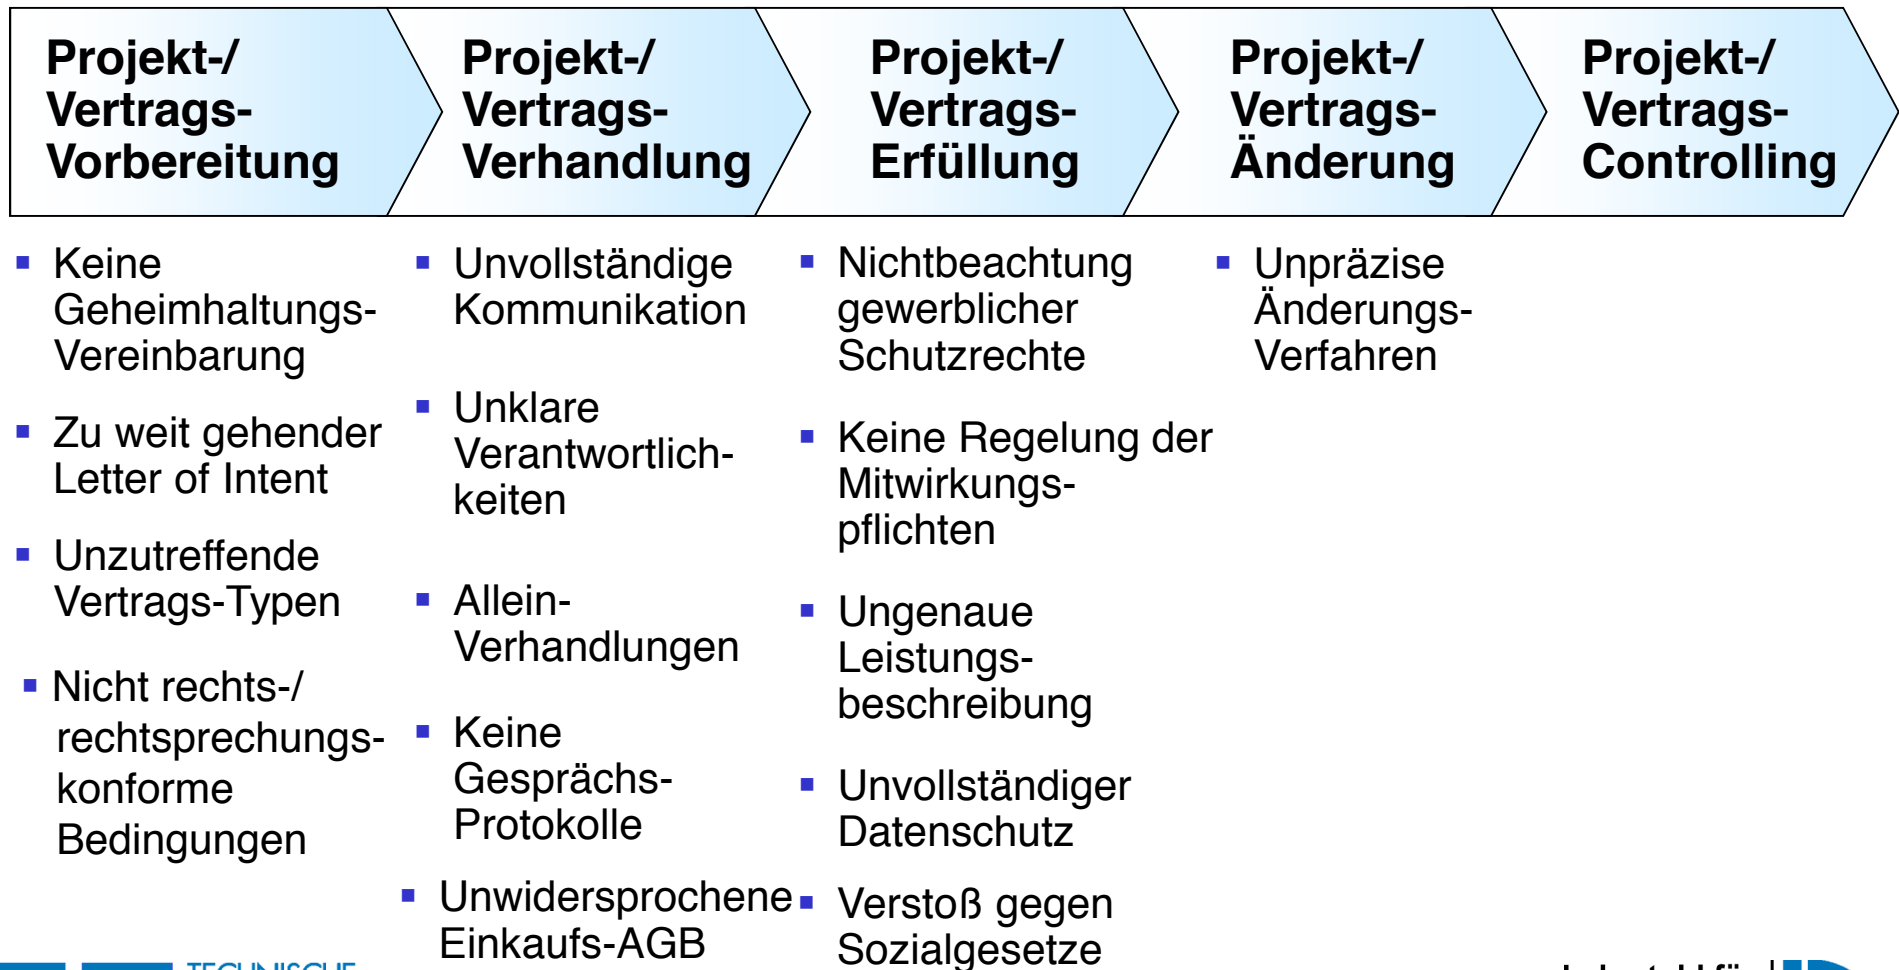 Projekt-/
Vertrags-
Vorbereitung
Projekt-/
Vertrags-
Verhandlung
Projekt-/
Vertrags-
Erfüllung
Projekt-/
Vertrags-
Änderung
Projekt-/
Vertrags-
Controlling
Keine
Geheimhaltungs-
Vereinbarung
Zu weit gehender
Letter of Intent
Unzutreffende
Vertrags-Typen
Nicht rechts-/
rechtsprechungs-
konforme
Bedingungen
Unvollständige
Kommunikation
Unklare
Verantwortlich-
keiten
Allein-
Verhandlungen
Keine
Gesprächs-
Protokolle
Unwidersprochene
Einkaufs-AGB
Nichtbeachtung
gewerblicher
Schutzrechte
Keine Regelung der
Mitwirkungs-
pflichten
Ungenaue
Leistungs-
beschreibung
Unvollständiger
Datenschutz
Verstoß gegen
Sozialgesetze
Unpräzise
Änderungs-
Verfahren
TECHNISCHE